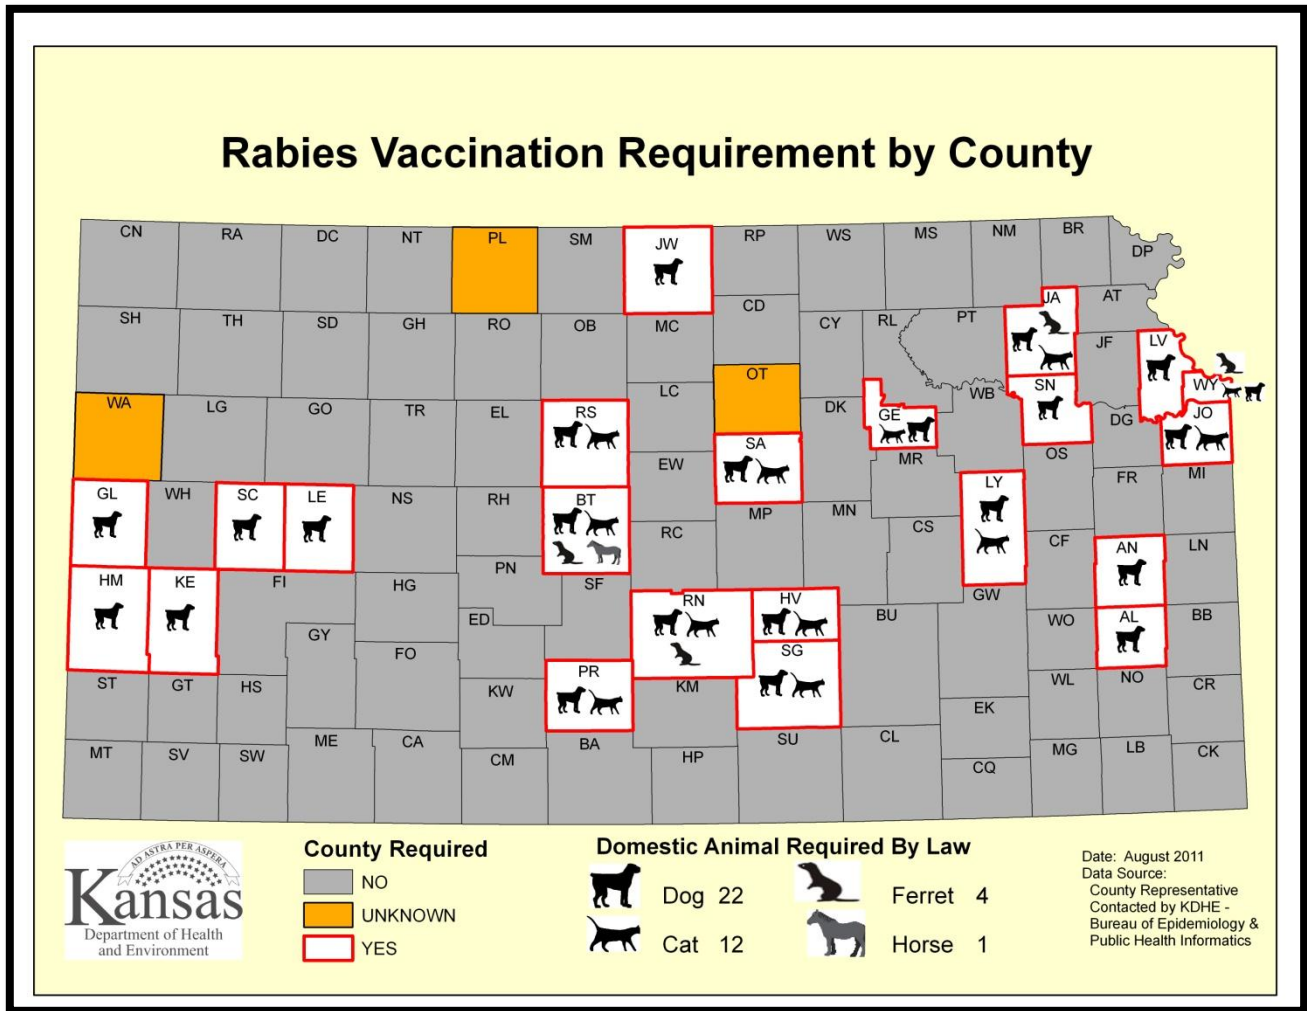 Rabies Vaccination Requirement by County
CN RA DC NT PL SM JW RP WS MS NM BR DP
SH TH SD GH RO OB MC CD CY RL PT JA AT JF LV WY
WA LG GO TR EL RS LC OT DK GE WB SN DG JO
GL WH SC LE NS RH BT EW SA MP MN MR CS LY OS FR MI
HM KE FI HG PN SF RC CF AN LN
GY FO ED RN HV SG BU GW WO AL BB
ST GT HS KW PR KM EK WL NO CR
MT SV SW ME CA CM BA HP SU CL CQ MG LB CK
AD ASTRA PER ASPERA
Kansas
Department of Health
and Environment
County Required
NO
UNKNOWN
YES
Domestic Animal Required By Law
Dog 22
Ferret 4
Cat 12
Horse 1
Date: August 2011
Data Source:
County Representative
Contacted by KDHE -
Bureau of Epidemiology &
Public Health Informatics